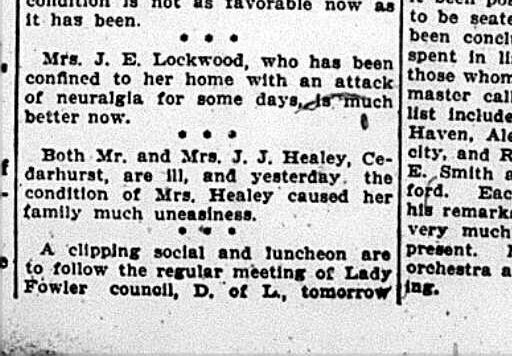 condition is not as favorable now as
it has been.
* * *
Mrs. J. E. Lockwood, who has been
confined to her home with an attack
of neuralgia for some days, is much
better now.
* * *
Both Mr. and Mrs. J. J. Healey, Ce-
darhurst, are ill, and yesterday the
condition of Mrs. Healey caused her
family much uneasiness.
* * *
A clipping social and luncheon are
to follow the regular meeting of Lady
Fowler council, D. of L., tomorrow
to be seate
been conclu
spent in li
those whom
master call
list include
Haven, Ale
city, and R
E. Smith a
ford. Eac
his remark
very much
present.
orchestra a
ing.